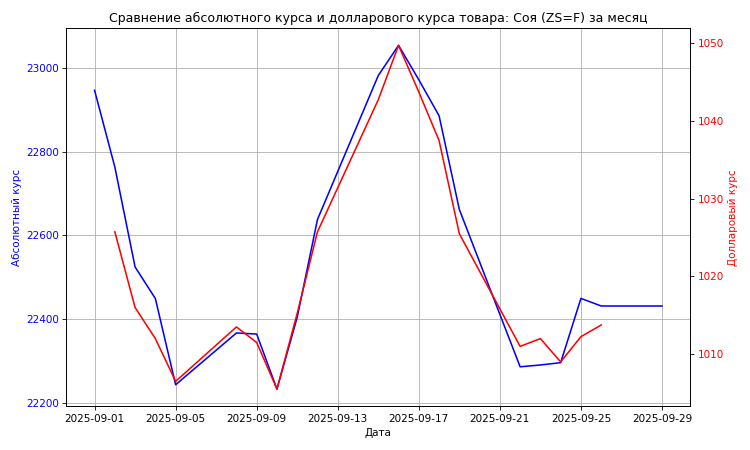 Сравнение абсолютного курса и долларового курса товара: Соя (ZS=F) за месяц
Абсолютный курс
23000
22800
22600
22400
22200
1050
1040
1030
1020
1010
Долларовый курс
2025-09-01 2025-09-05 2025-09-09 2025-09-13 2025-09-17 2025-09-21 2025-09-25 2025-09-29
Дата